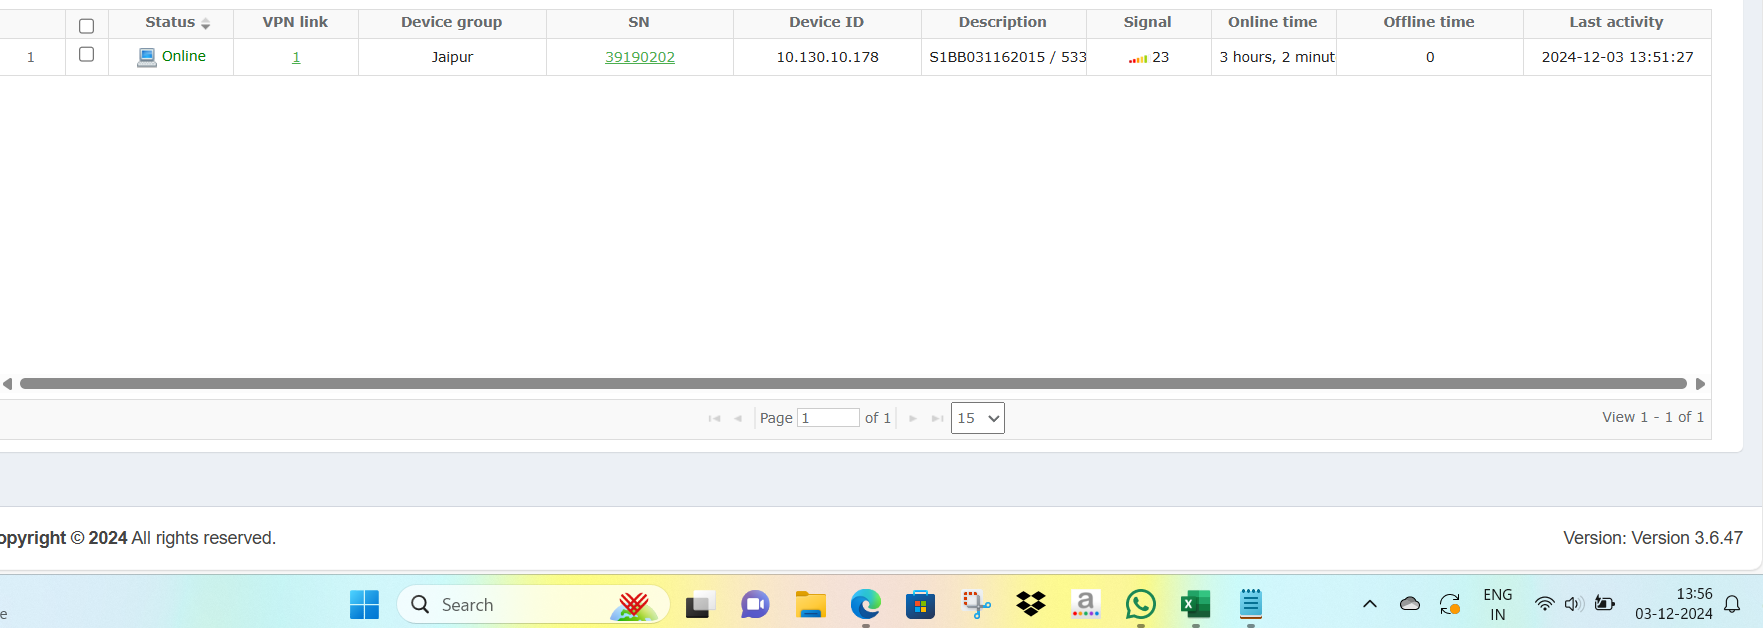 Status VPN link Device group SN Device ID Description Signal Online time Offline time Last activity
1 Online 1 Jaipur 39190202 10.130.10.178 S1BB031162015 / 533 23 3 hours, 2 minut 0 2024-12-03 13:51:27
Page 1 of 1 15 View 1 - 1 of 1
opyright © 2024 All rights reserved. Version: Version 3.6.47
e Search a X ENG 13:56
IN 03-12-2024